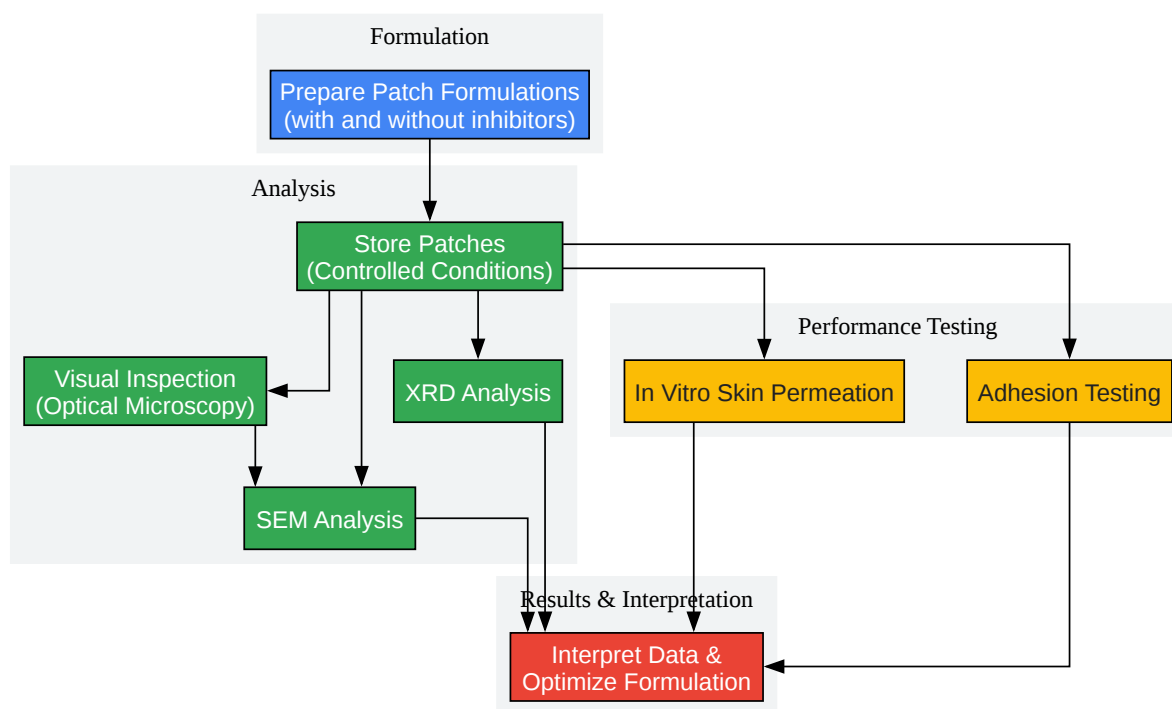 Formulation
Prepare Patch Formulations
(with and without inhibitors)
Analysis
Store Patches
(Controlled Conditions)
Performance Testing
Visual Inspection
(Optical Microscopy)
XRD Analysis
In Vitro Skin Permeation
Adhesion Testing
SEM Analysis
Results & Interpretation
Interpret Data &
Optimize Formulation